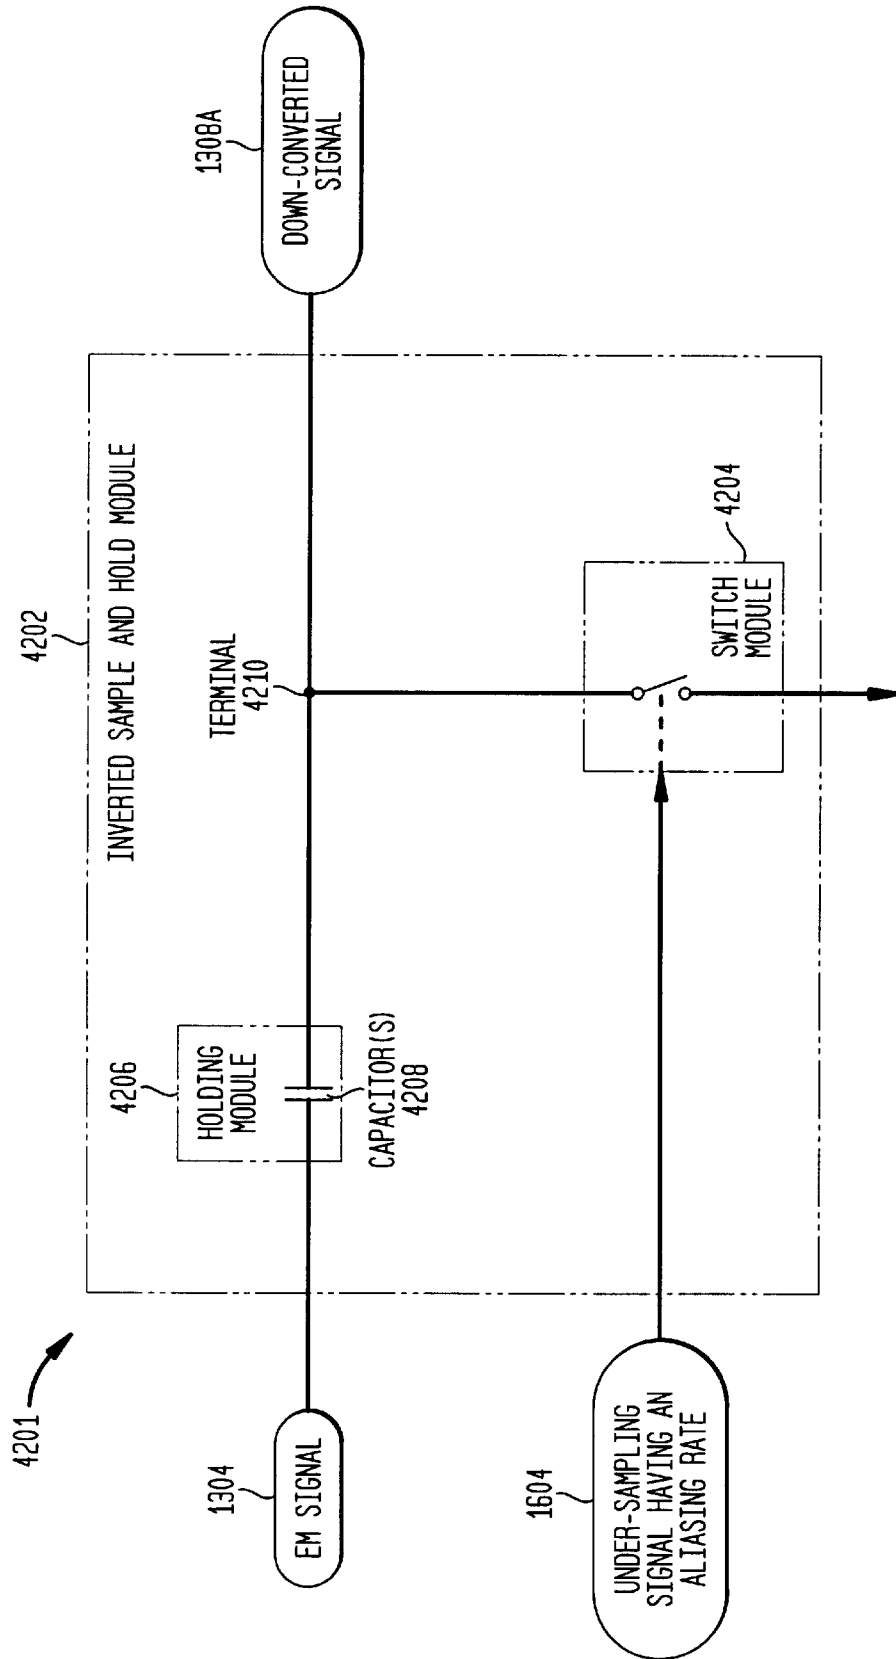 4201
4202
INVERTED SAMPLE AND HOLD MODULE
1304
EM SIGNAL
4206
HOLDING
MODULE
CAPACITOR(S)
4208
TERMINAL
4210
1308A
DOWN-CONVERTED
SIGNAL
1604
UNDER-SAMPLING
SIGNAL HAVING AN
ALIASING RATE
SWITCH
MODULE
4204